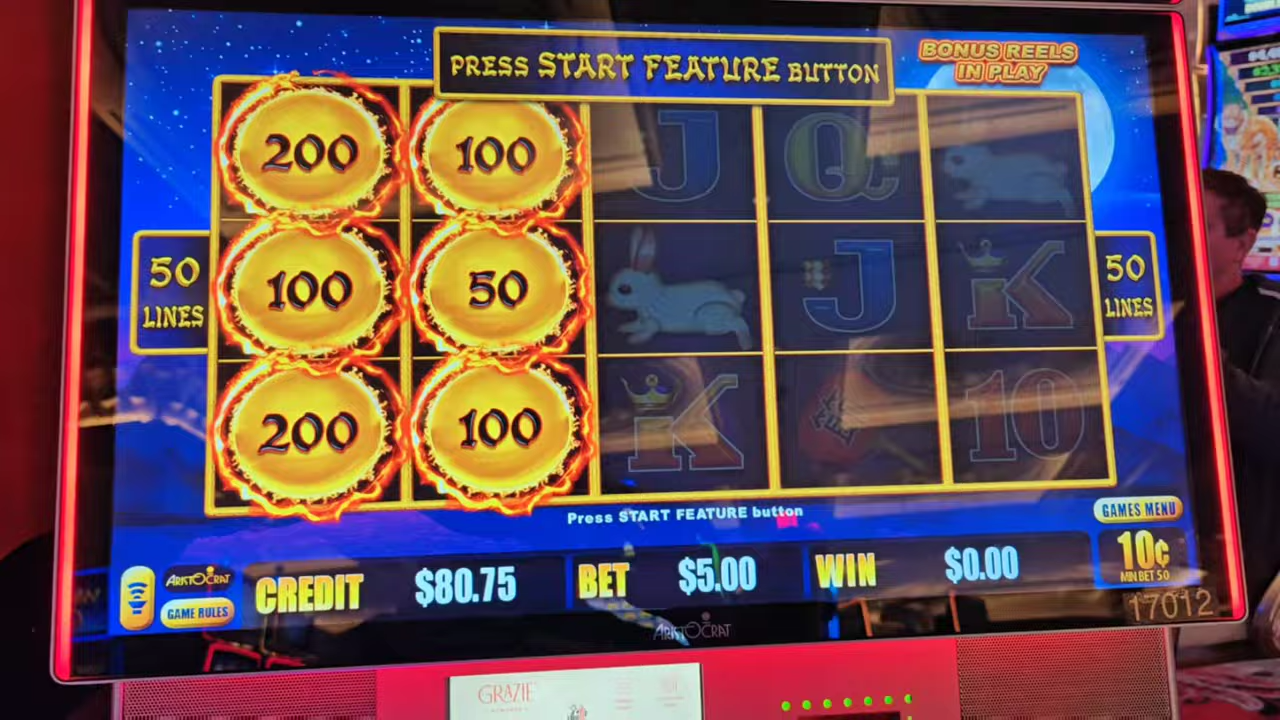 PRESS START FEATURE BUTTON
BONUS REELS
IN PLAY
200
100
J
Q
50
LINES
100
50
J
K
50
LINES
200
100
K
10
Press START FEATURE button
GAMES MENU
ARISTOCRAT
GAME RULES
CREDIT
$80.75
BET
$5.00
WIN
$0.00
10¢
MIN BET 50
17012
ARISTOCRAT
GRAZIE